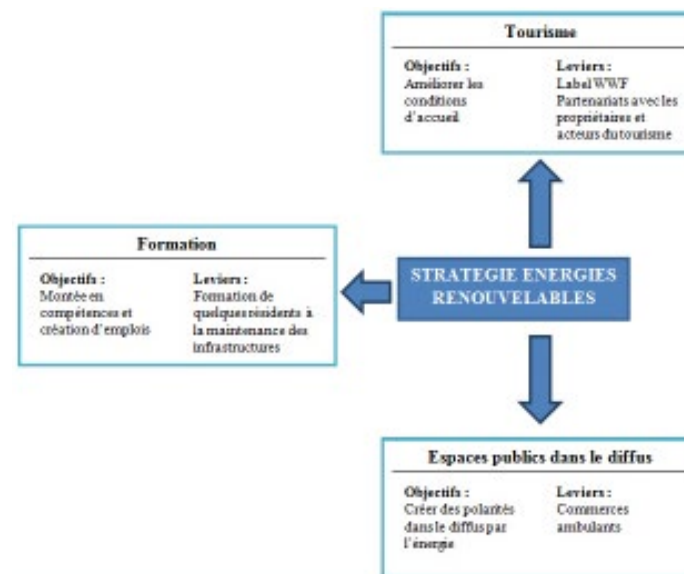 Tourisme
Objectifs :
Améliorer les
conditions
d'accueil
Leviers :
Label WWF
Partenariats avec les
propriétaires et
acteurs du tourisme
Formation
Objectifs :
Montée en
compétences et
création d'emplois
Leviers :
Formation de
quelques résidents à
la maintenance des
infrastructures
STRATEGIE ENERGIES
RENOUVELABLES
Espaces publics dans le diffus
Objectifs :
Créer des polarités
dans le diffus par
l'énergie
Leviers :
Commerces
ambulants